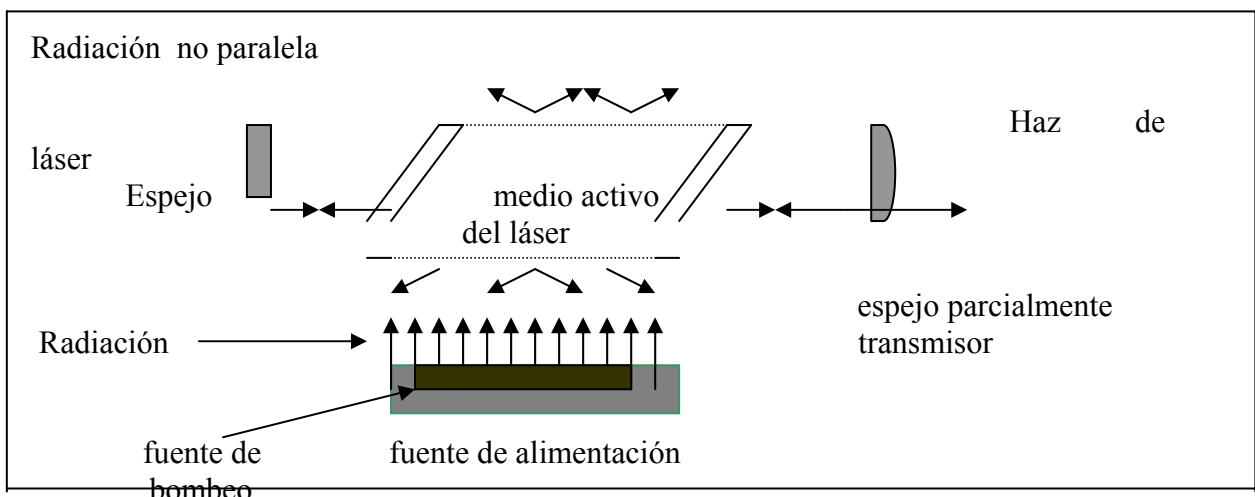 Radiación no paralela
Haz de
láser
Espejo
medio activo
del láser
espejo parcialmente
transmisor
Radiación
fuente de
bombeo
fuente de alimentación